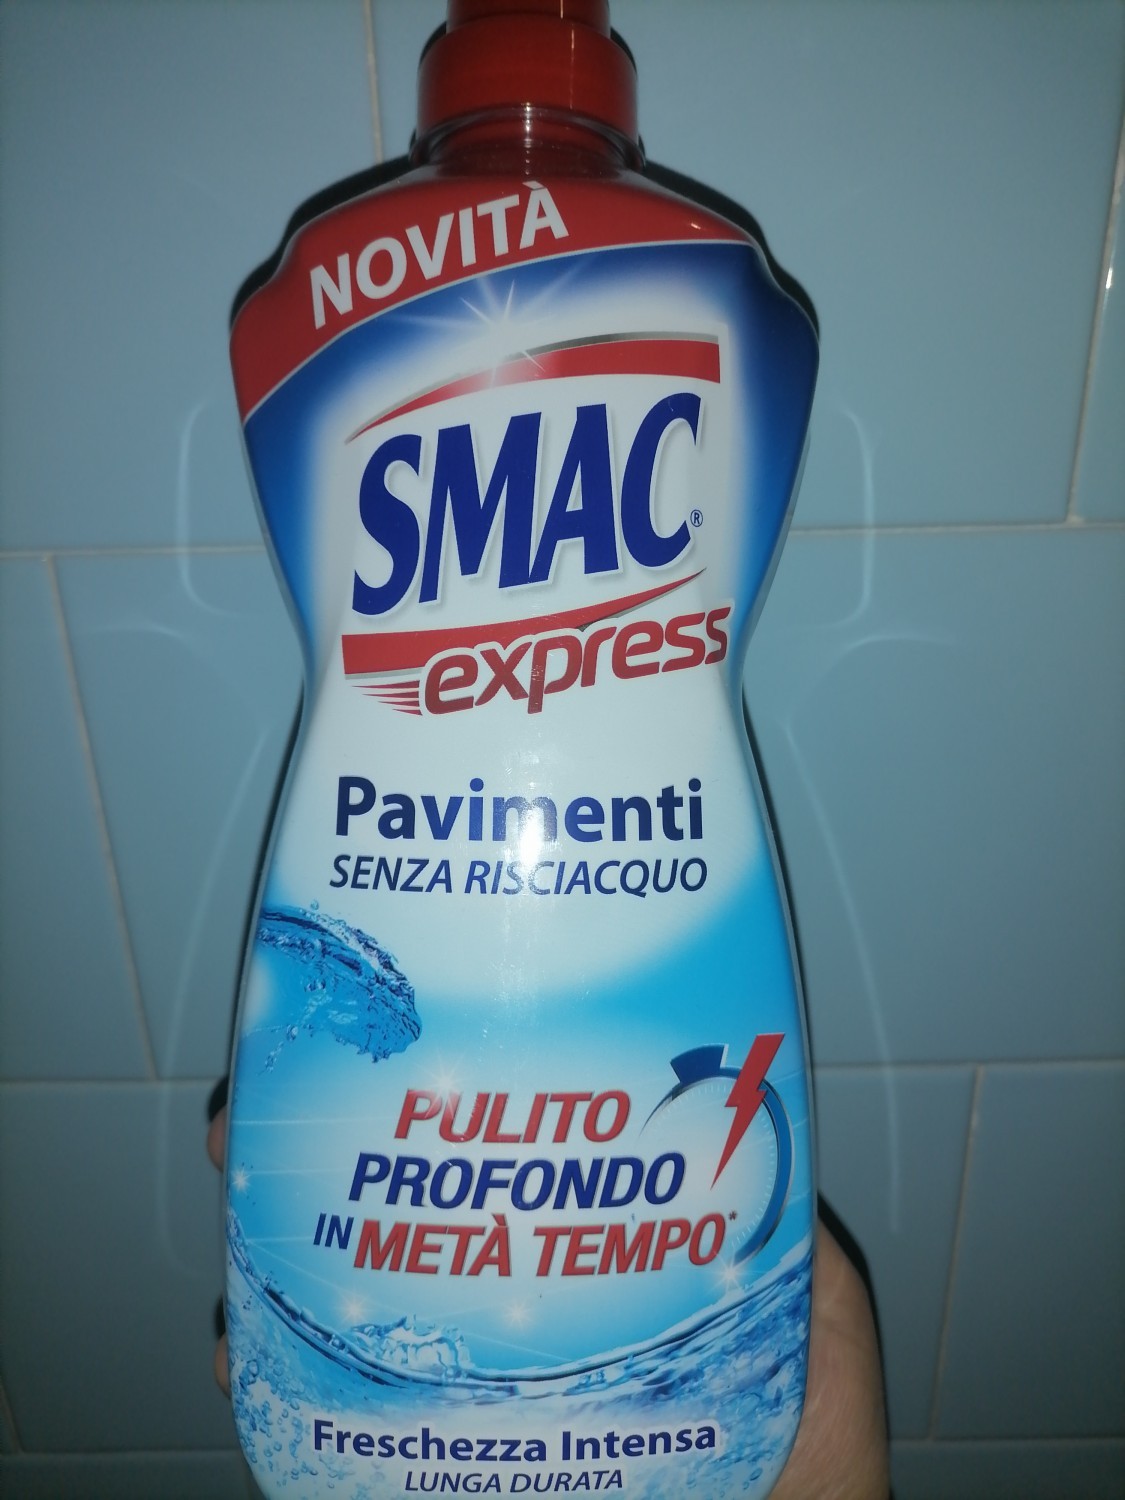 NOVITÀ
SMAC®
express
Pavimenti
SENZA RISCIACQUO
PULITO
PROFONDO
IN METÀ TEMPO*
Freschezza Intensa
LUNGA DURATA